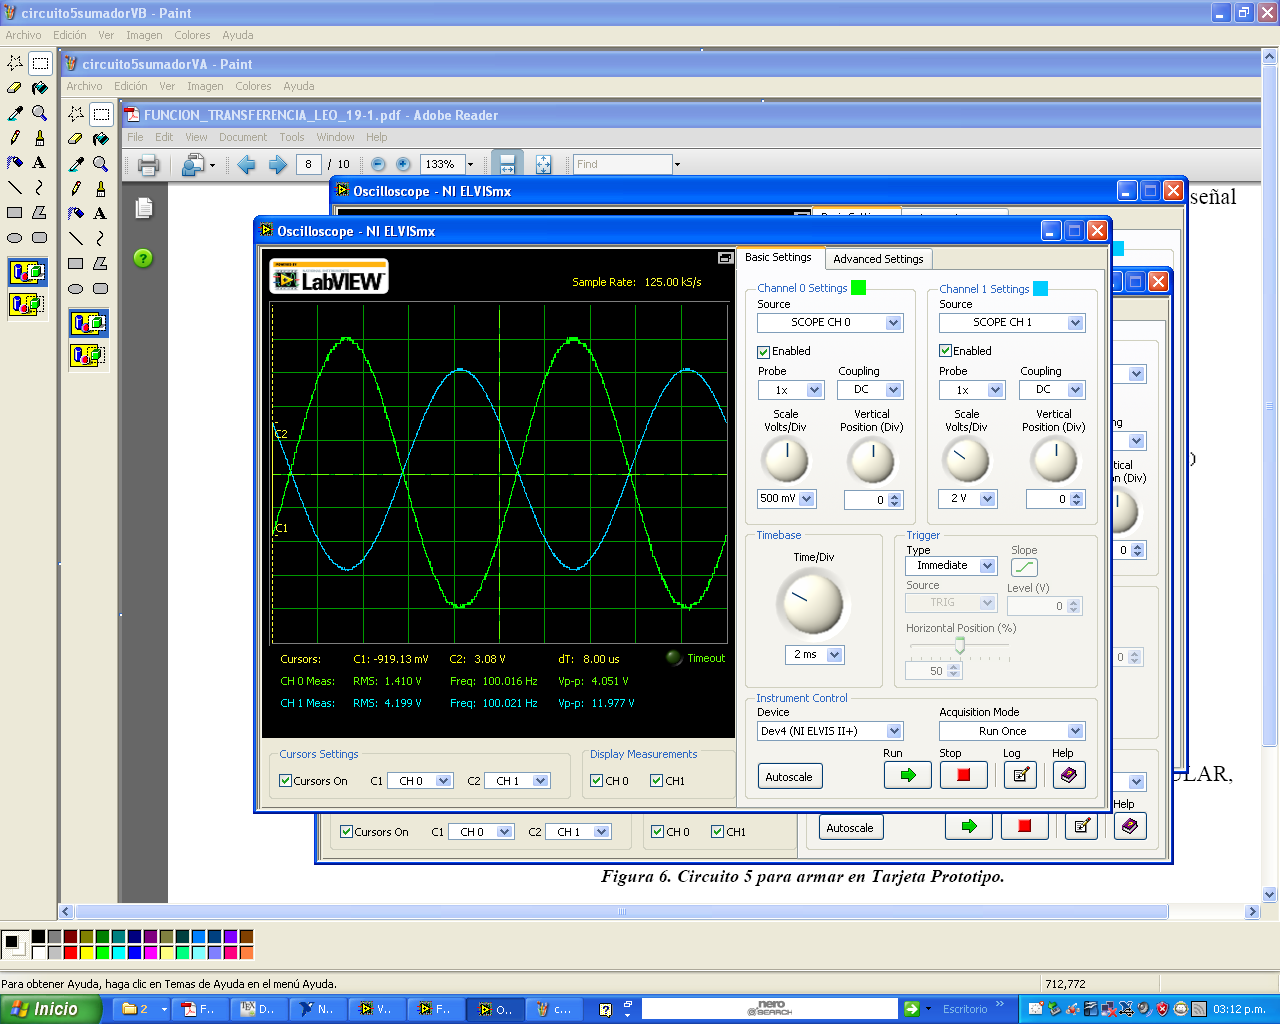 circuito5sumadorVB - Paint
Archivo Edición Ver Imagen Colores Ayuda
circuito5sumadorVA - Paint
Archivo Edición Ver Imagen Colores Ayuda
FUNCION_TRANSFERENCIA_LEO_19-1.pdf - Adobe Reader
File Edit View Document Tools Window Help
8 / 10 133% Find
Oscilloscope - NI ELVISmx
señal
Oscilloscope - NI ELVISmx
LabVIEW
Sample Rate: 125.00 kS/s
Basic Settings Advanced Settings
Channel 0 Settings Channel 1 Settings
Source Source
SCOPE CH 0 SCOPE CH 1
Enabled Enabled
Probe Coupling Probe Coupling
1x DC 1x DC
Scale Volts/Div Vertical Position (Div) Scale Volts/Div Vertical Position (Div)
500 mV 0 2 V 0
C2
C1
Timebase Trigger
Time/Div Type Slope
Immediate
Source Level (V)
TRIG 0
Horizontal Position (%)
2 ms 50
Cursors: C1: -919.13 mV C2: 3.08 V dT: 8.00 us Timeout
CH 0 Meas: RMS: 1.410 V Freq: 100.016 Hz Vp-p: 4.051 V
CH 1 Meas: RMS: 4.199 V Freq: 100.021 Hz Vp-p: 11.977 V
Instrument Control
Device Acquisition Mode
Dev4 (NI ELVIS II+) Run Once
Cursors Settings Display Measurements
Run Stop Log Help
Cursors On C1 CH 0 C2 CH 1 CH 0 CH1 Autoscale
ng
tical
n (Div)
0
0
ULAR,
Help
Cursors On C1 CH 0 C2 CH 1 CH 0 CH1 Autoscale
Figura 6. Circuito 5 para armar en Tarjeta Prototipo.
Para obtener Ayuda, haga clic en Temas de Ayuda en el menú Ayuda. 712,772
Inicio 2 F.. D.. N.. V.. F.. O.. c.. nero SEARCH Escritorio 03:12 p.m.